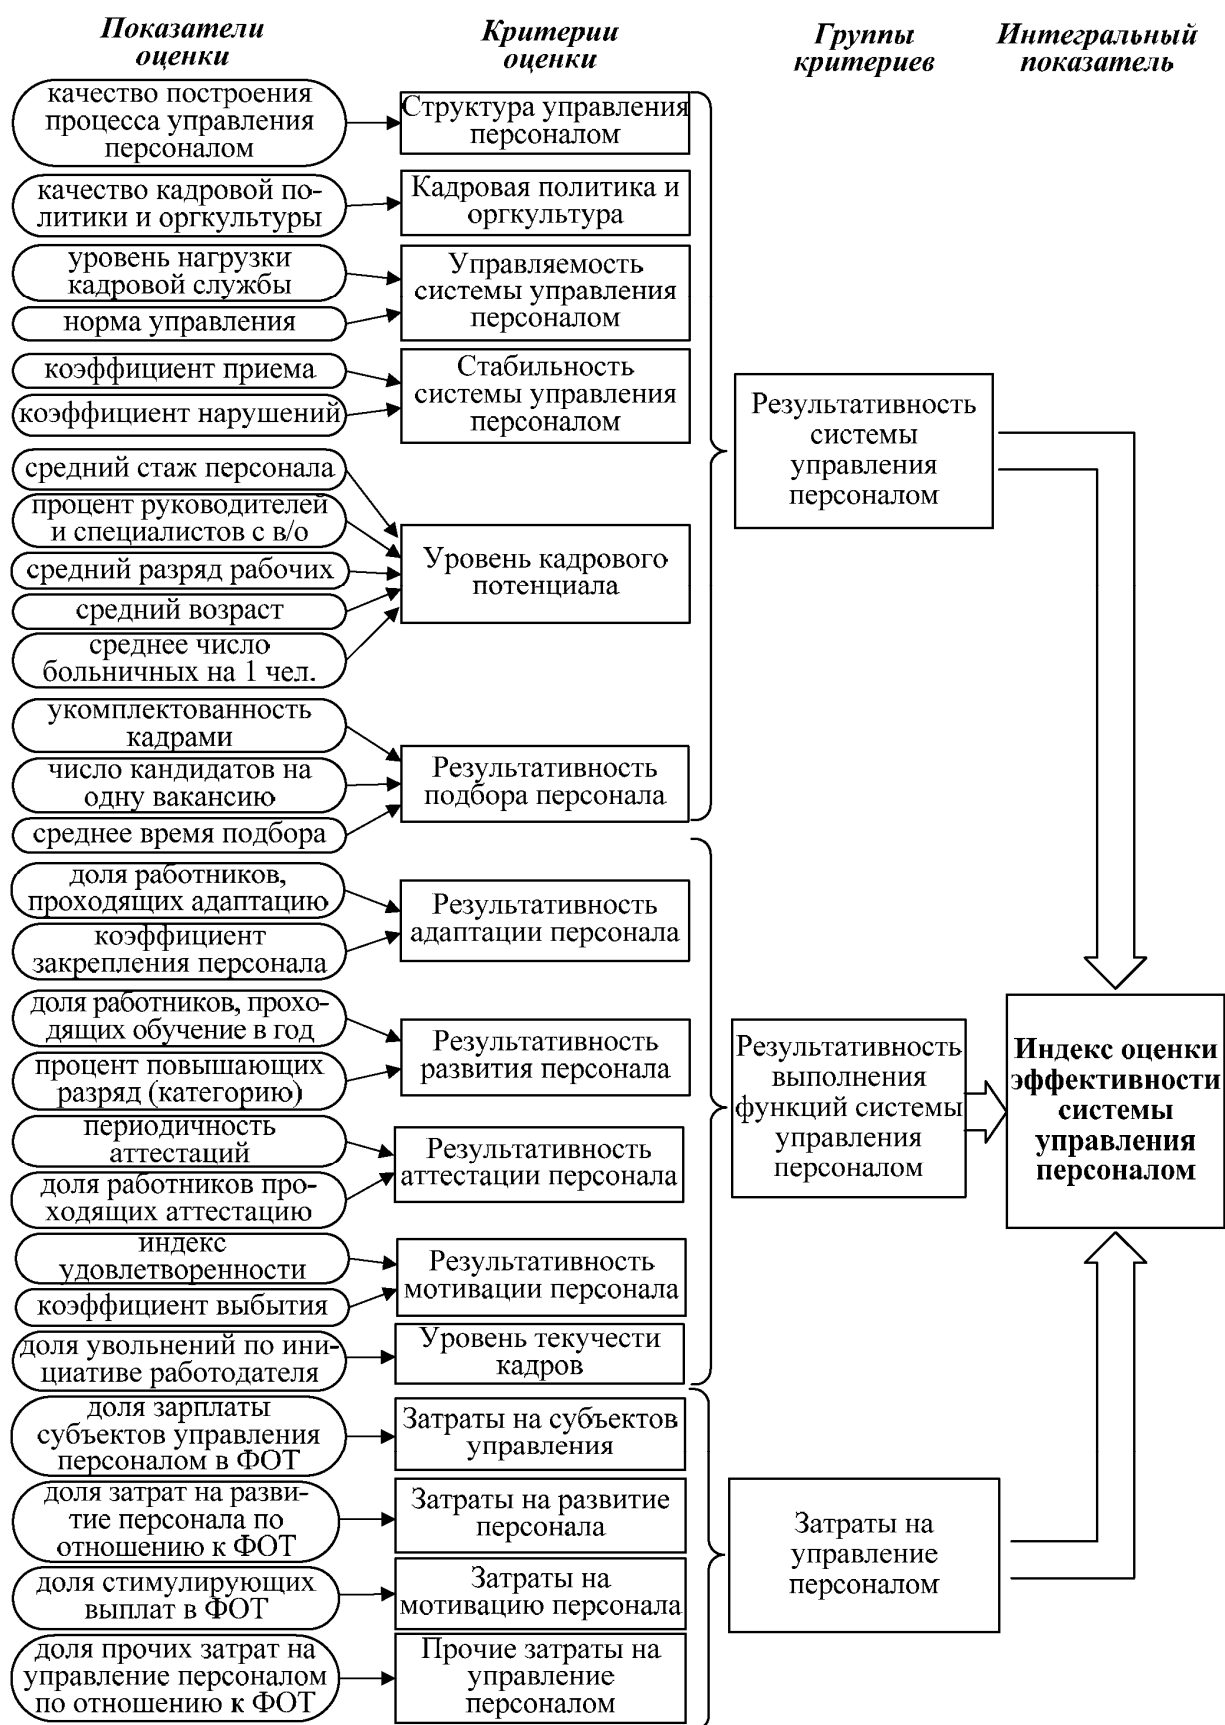 Показатели
оценки
Критерии
оценки
Группы
критериев
Интегральный
показатель
качество построения
процесса управления
персоналом
Структура управления
персоналом
качество кадровой по-
литики и оргкультуры
Кадровая политика и
оргкультура
уровень нагрузки
кадровой службы
норма управления
Управляемость
системы управления
персоналом
коэффициент приема
коэффициент нарушений
Стабильность
системы управления
персоналом
средний стаж персонала
процент руководителей
и специалистов с в/о
средний разряд рабочих
средний возраст
среднее число
больничных на 1 чел.
Уровень кадрового
потенциала
укомплектованность
кадрами
число кандидатов на
одну вакансию
среднее время подбора
Результативность
подбора персонала
Результативность
системы
управления
персоналом
доля работников,
проходящих адаптацию
коэффициент
закрепления персонала
Результативность
адаптации персонала
доля работников, прохо-
дящих обучение в год
процент повышающих
разряд (категорию)
Результативность
развития персонала
периодичность
аттестаций
доля работников про-
ходящих аттестацию
Результативность
аттестации персонала
индекс
удовлетворенности
коэффициент выбытия
Результативность
мотивации персонала
доля увольнений по ини-
циативе работодателя
Уровень текучести
кадров
Результативность
выполнения
функций системы
управления
персоналом
Индекс оценки
эффективности
системы
управления
персоналом
доля зарплаты
субъектов управления
персоналом в ФОТ
Затраты на субъектов
управления
доля затрат на разви-
тие персонала по
отношению к ФОТ
Затраты на развитие
персонала
доля стимулирующих
выплат в ФОТ
Затраты на
мотивацию персонала
доля прочих затрат на
управление персоналом
по отношению к ФОТ
Прочие затраты на
управление
персоналом
Затраты на
управление
персоналом